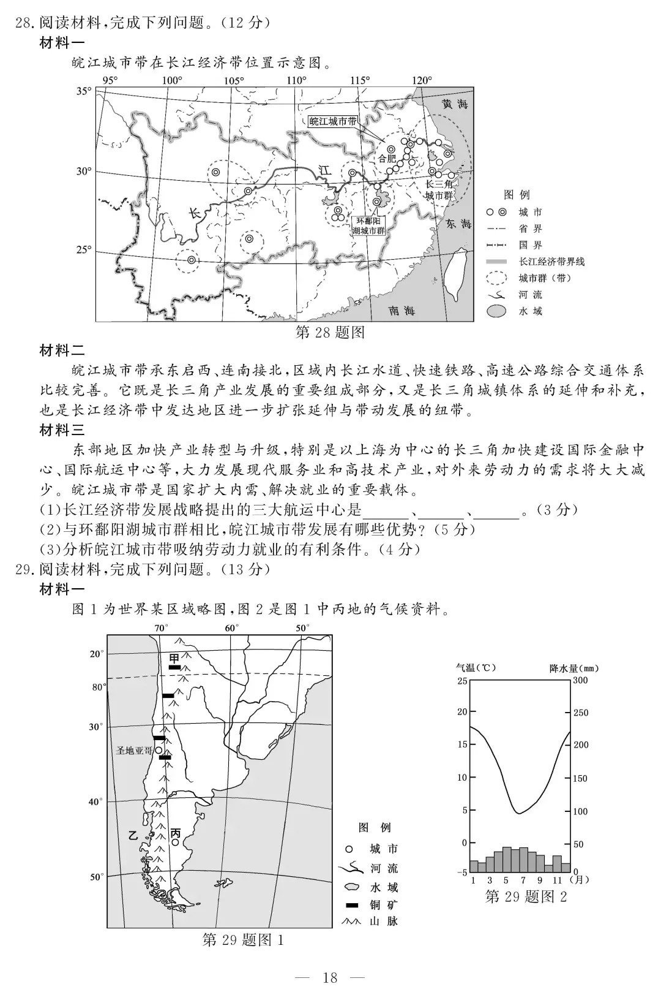 28. 阅读材料,完成下列问题。(12 分)
材料一
皖江城市带在长江经济带位置示意图。
95° 100° 105° 110° 115° 120°
35°
黄 海
皖江城市带
合肥
30°
江
长三角
城市群
长
环鄱阳
湖城市群
东 海
25°
南 海
图 例
城 市
省 界
国 界
长江经济带界线
城市群（带）
河 流
水 域
第 28 题图
材料二
皖江城市带承东启西、连南接北,区域内长江水道、快速铁路、高速公路综合交通体系
比较完善。它既是长三角产业发展的重要组成部分,又是长三角城镇体系的延伸和补充,
也是长江经济带中发达地区进一步扩张延伸与带动发展的纽带。
材料三
东部地区加快产业转型与升级,特别是以上海为中心的长三角加快建设国际金融中
心、国际航运中心等,大力发展现代服务业和高技术产业,对外来劳动力的需求将大大减
少。皖江城市带是国家扩大内需、解决就业的重要载体。
(1)长江经济带发展战略提出的三大航运中心是______、______、______。(3 分)
(2)与环鄱阳湖城市群相比,皖江城市带发展有哪些优势? (5 分)
(3)分析皖江城市带吸纳劳动力就业的有利条件。(4 分)
29. 阅读材料,完成下列问题。(13 分)
材料一
图 1 为世界某区域略图,图 2 是图 1 中丙地的气候资料。
70° 60° 50°
20°
甲
80°
30°
圣地亚哥
40°
乙
丙
50°
图 例
城 市
河 流
水 域
铜 矿
山 脉
第 29 题图 1
气温(℃) 降水量(mm)
25 300
20 250
15 200
10 150
5 100
0 50
-5 0
1 3 5 7 9 11 (月)
第 29 题图 2
— 18 —